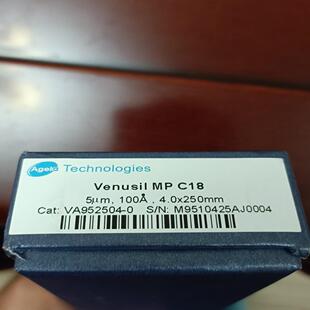 Agela Technologies
Venusil MP C18
5μm, 100Å , 4.0x250mm
Cat: VA952504-0 S/N: M9510425AJ0004